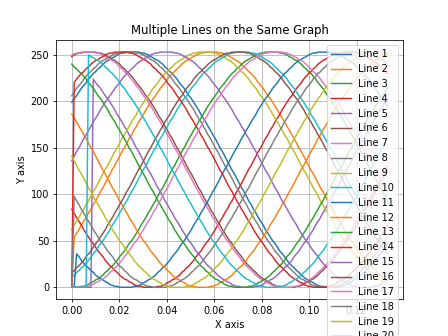 Multiple Lines on the Same Graph
Y axis
250
200
150
100
50
0
0.00
0.02
0.04
0.06
0.08
0.10
X axis
Line 1
Line 2
Line 3
Line 4
Line 5
Line 6
Line 7
Line 8
Line 9
Line 10
Line 11
Line 12
Line 13
Line 14
Line 15
Line 16
Line 17
Line 18
Line 19
Line 20